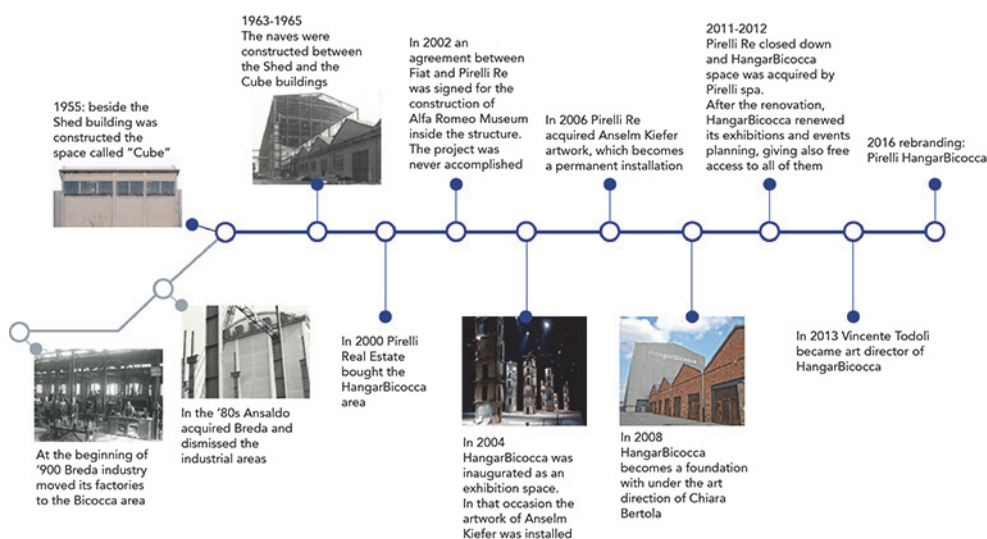 1955: beside the
Shed building was
constructed the
space called "Cube"
1963-1965
The naves were
constructed between
the Shed and the
Cube buildings
In 2002 an
agreement between
Fiat and Pirelli Re
was signed for the
construction of
Alfa Romeo Museum
inside the structure.
The project was
never accomplished
In 2006 Pirelli Re
acquired Anselm Kiefer
artwork, which becomes
a permanent installation
2011-2012
Pirelli Re closed down
and HangarBicocca
space was acquired by
Pirelli spa.
After the renovation,
HangarBicocca renewed
its exhibitions and events
planning, giving also free
access to all of them
2016 rebranding:
Pirelli HangarBicocca
At the beginning of
'900 Breda industry
moved its factories
to the Bicocca area
In the '80s Ansaldo
acquired Breda and
dismissed the
industrial areas
In 2000 Pirelli
Real Estate
bought the
HangarBicocca
area
In 2004
HangarBicocca was
inaugurated as an
exhibition space.
In that occasion the
artwork of Anselm
Kiefer was installed
HangarBicocca
In 2008
HangarBicocca
becomes a foundation
with under the art
direction of Chiara
Bertola
In 2013 Vincente Todolì
became art director of
HangarBicocca